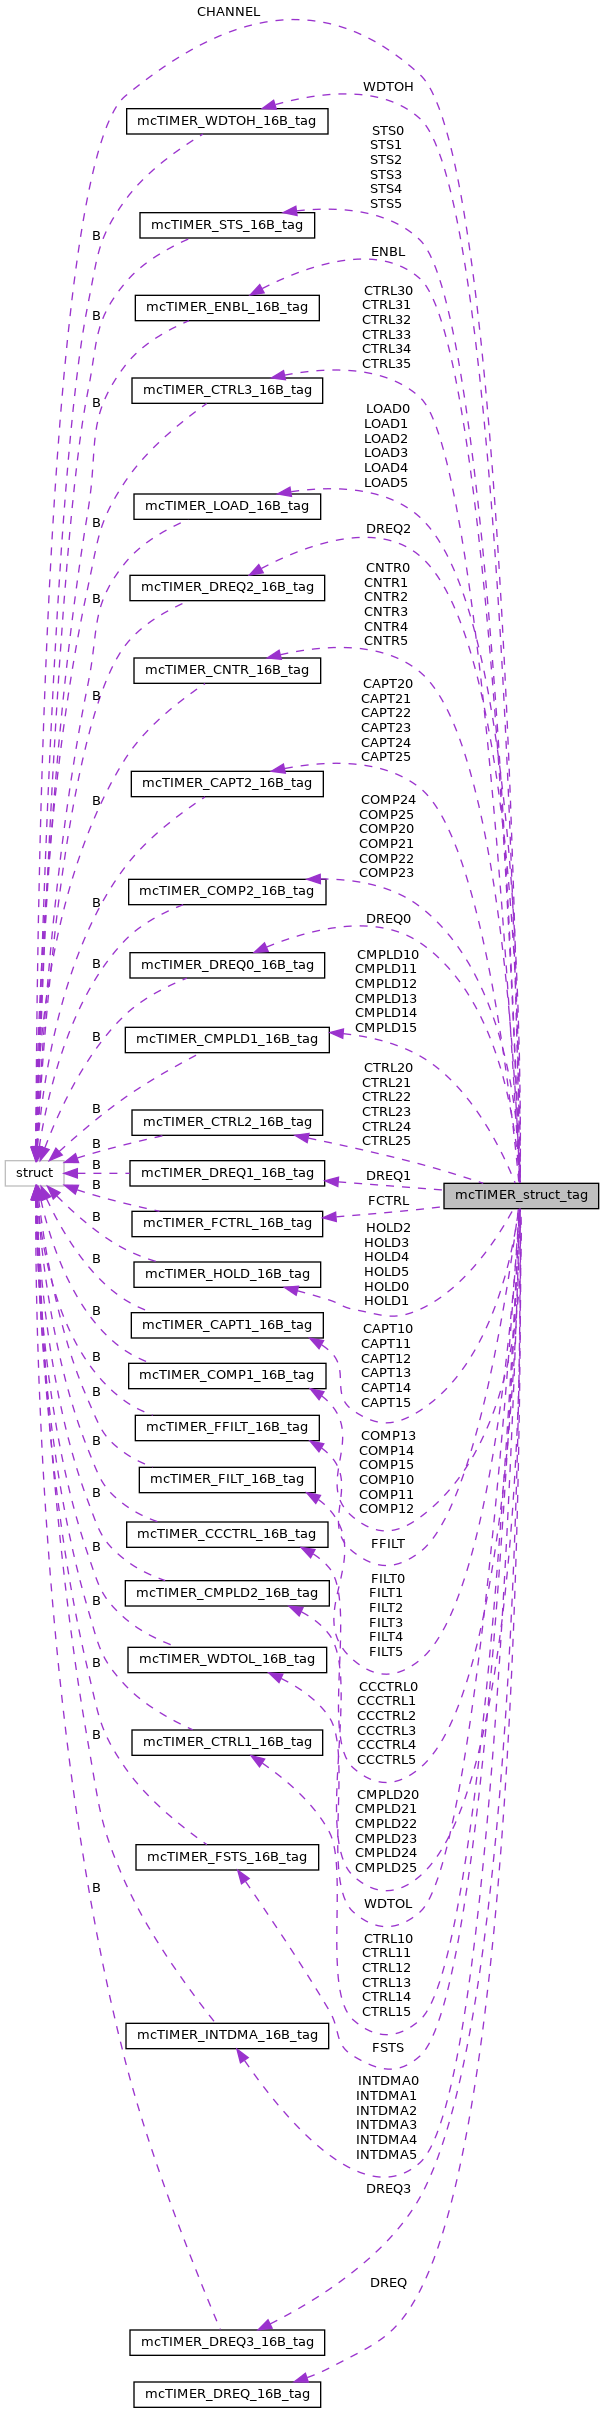 CHANNEL
WDTOH
mcTIMER_WDTOH_16B_tag
STS0
STS1
STS2
STS3
STS4
STS5
mcTIMER_STS_16B_tag
B
ENBL
CTRL30
CTRL31
CTRL32
CTRL33
CTRL34
CTRL35
mcTIMER_ENBL_16B_tag
B
mcTIMER_CTRL3_16B_tag
B
LOAD0
LOAD1
LOAD2
LOAD3
LOAD4
LOAD5
mcTIMER_LOAD_16B_tag
B
DREQ2
CNTR0
CNTR1
CNTR2
CNTR3
CNTR4
CNTR5
mcTIMER_DREQ2_16B_tag
B
mcTIMER_CNTR_16B_tag
B
CAPT20
CAPT21
CAPT22
CAPT23
CAPT24
CAPT25
mcTIMER_CAPT2_16B_tag
B
COMP24
COMP25
COMP20
COMP21
COMP22
COMP23
mcTIMER_COMP2_16B_tag
B
DREQ0
mcTIMER_DREQ0_16B_tag
B
CMPLD10
CMPLD11
CMPLD12
CMPLD13
CMPLD14
CMPLD15
mcTIMER_CMPLD1_16B_tag
B
CTRL20
CTRL21
CTRL22
CTRL23
CTRL24
CTRL25
mcTIMER_CTRL2_16B_tag
B
B
struct
mcTIMER_DREQ1_16B_tag
DREQ1
B
mcTIMER_struct_tag
FCTRL
mcTIMER_FCTRL_16B_tag
B
HOLD2
HOLD3
HOLD4
HOLD5
HOLD0
HOLD1
mcTIMER_HOLD_16B_tag
B
mcTIMER_CAPT1_16B_tag
B
CAPT10
CAPT11
CAPT12
CAPT13
CAPT14
CAPT15
mcTIMER_COMP1_16B_tag
B
COMP13
COMP14
COMP15
COMP10
COMP11
COMP12
mcTIMER_FFILT_16B_tag
B
FFILT
mcTIMER_FILT_16B_tag
B
FILT0
FILT1
FILT2
FILT3
FILT4
FILT5
mcTIMER_CCCTRL_16B_tag
B
CCCTRL0
CCCTRL1
CCCTRL2
CCCTRL3
CCCTRL4
CCCTRL5
mcTIMER_CMPLD2_16B_tag
B
CMPLD20
CMPLD21
CMPLD22
CMPLD23
CMPLD24
CMPLD25
mcTIMER_WDTOL_16B_tag
B
WDTOL
mcTIMER_CTRL1_16B_tag
B
CTRL10
CTRL11
CTRL12
CTRL13
CTRL14
CTRL15
mcTIMER_FSTS_16B_tag
B
FSTS
mcTIMER_INTDMA_16B_tag
INTDMA0
INTDMA1
INTDMA2
INTDMA3
INTDMA4
INTDMA5
DREQ3
DREQ
mcTIMER_DREQ3_16B_tag
mcTIMER_DREQ_16B_tag